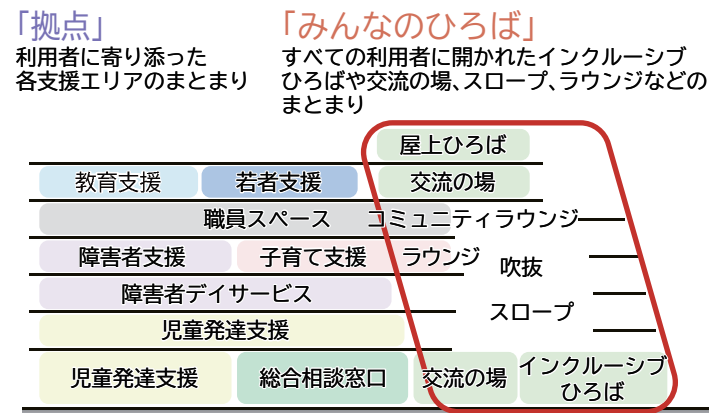 「拠点」
利用者に寄り添った
各支援エリアのまとまり
「みんなのひろば」
すべての利用者に開かれたインクルーシブ
ひろばや交流の場、スロープ、ラウンジなどの
まとまり
屋上ひろば
教育支援 若者支援 交流の場
職員スペース コミュニティラウンジ
障害者支援 子育て支援 ラウンジ
吹抜
障害者デイサービス
スロープ
児童発達支援
児童発達支援 総合相談窓口 交流の場
インクルーシブ
ひろば